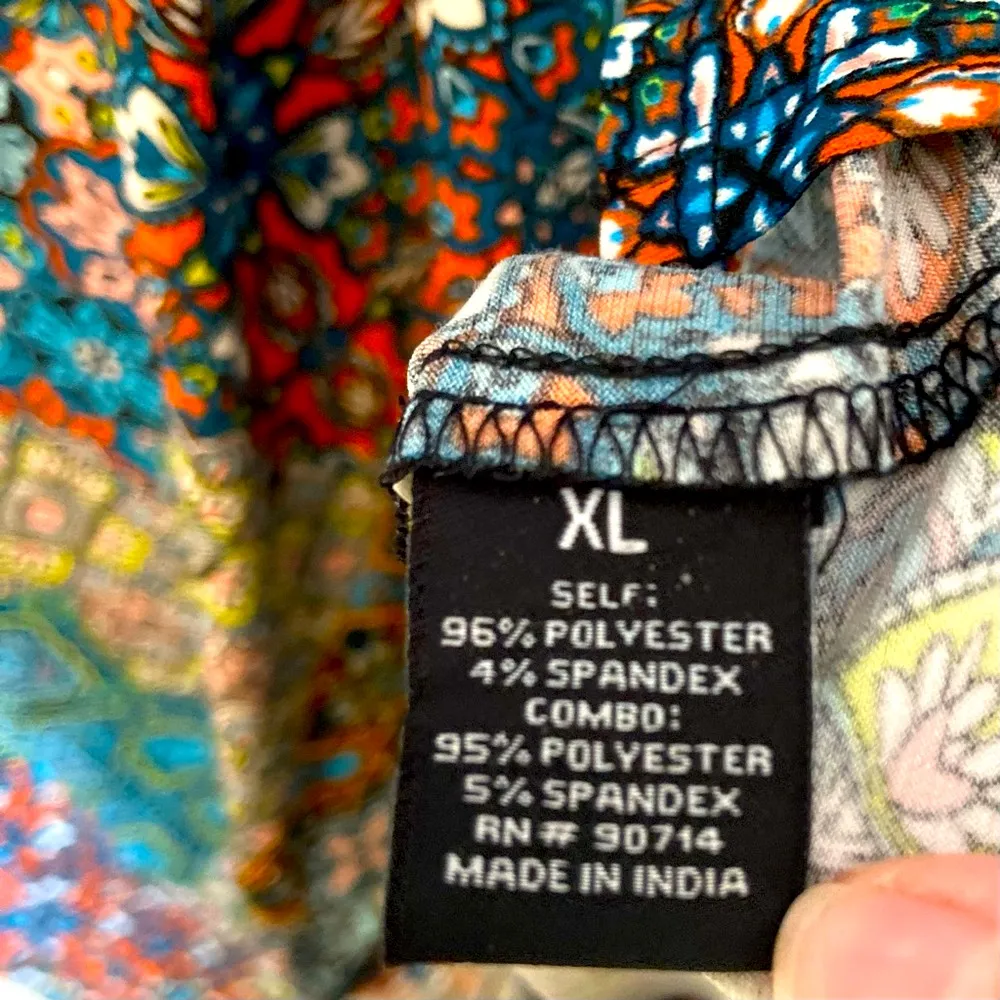 XL
SELF:
96% POLYESTER
4% SPANDEX
COMBO:
95% POLYESTER
5% SPANDEX
RN# 90714
MADE IN INDIA